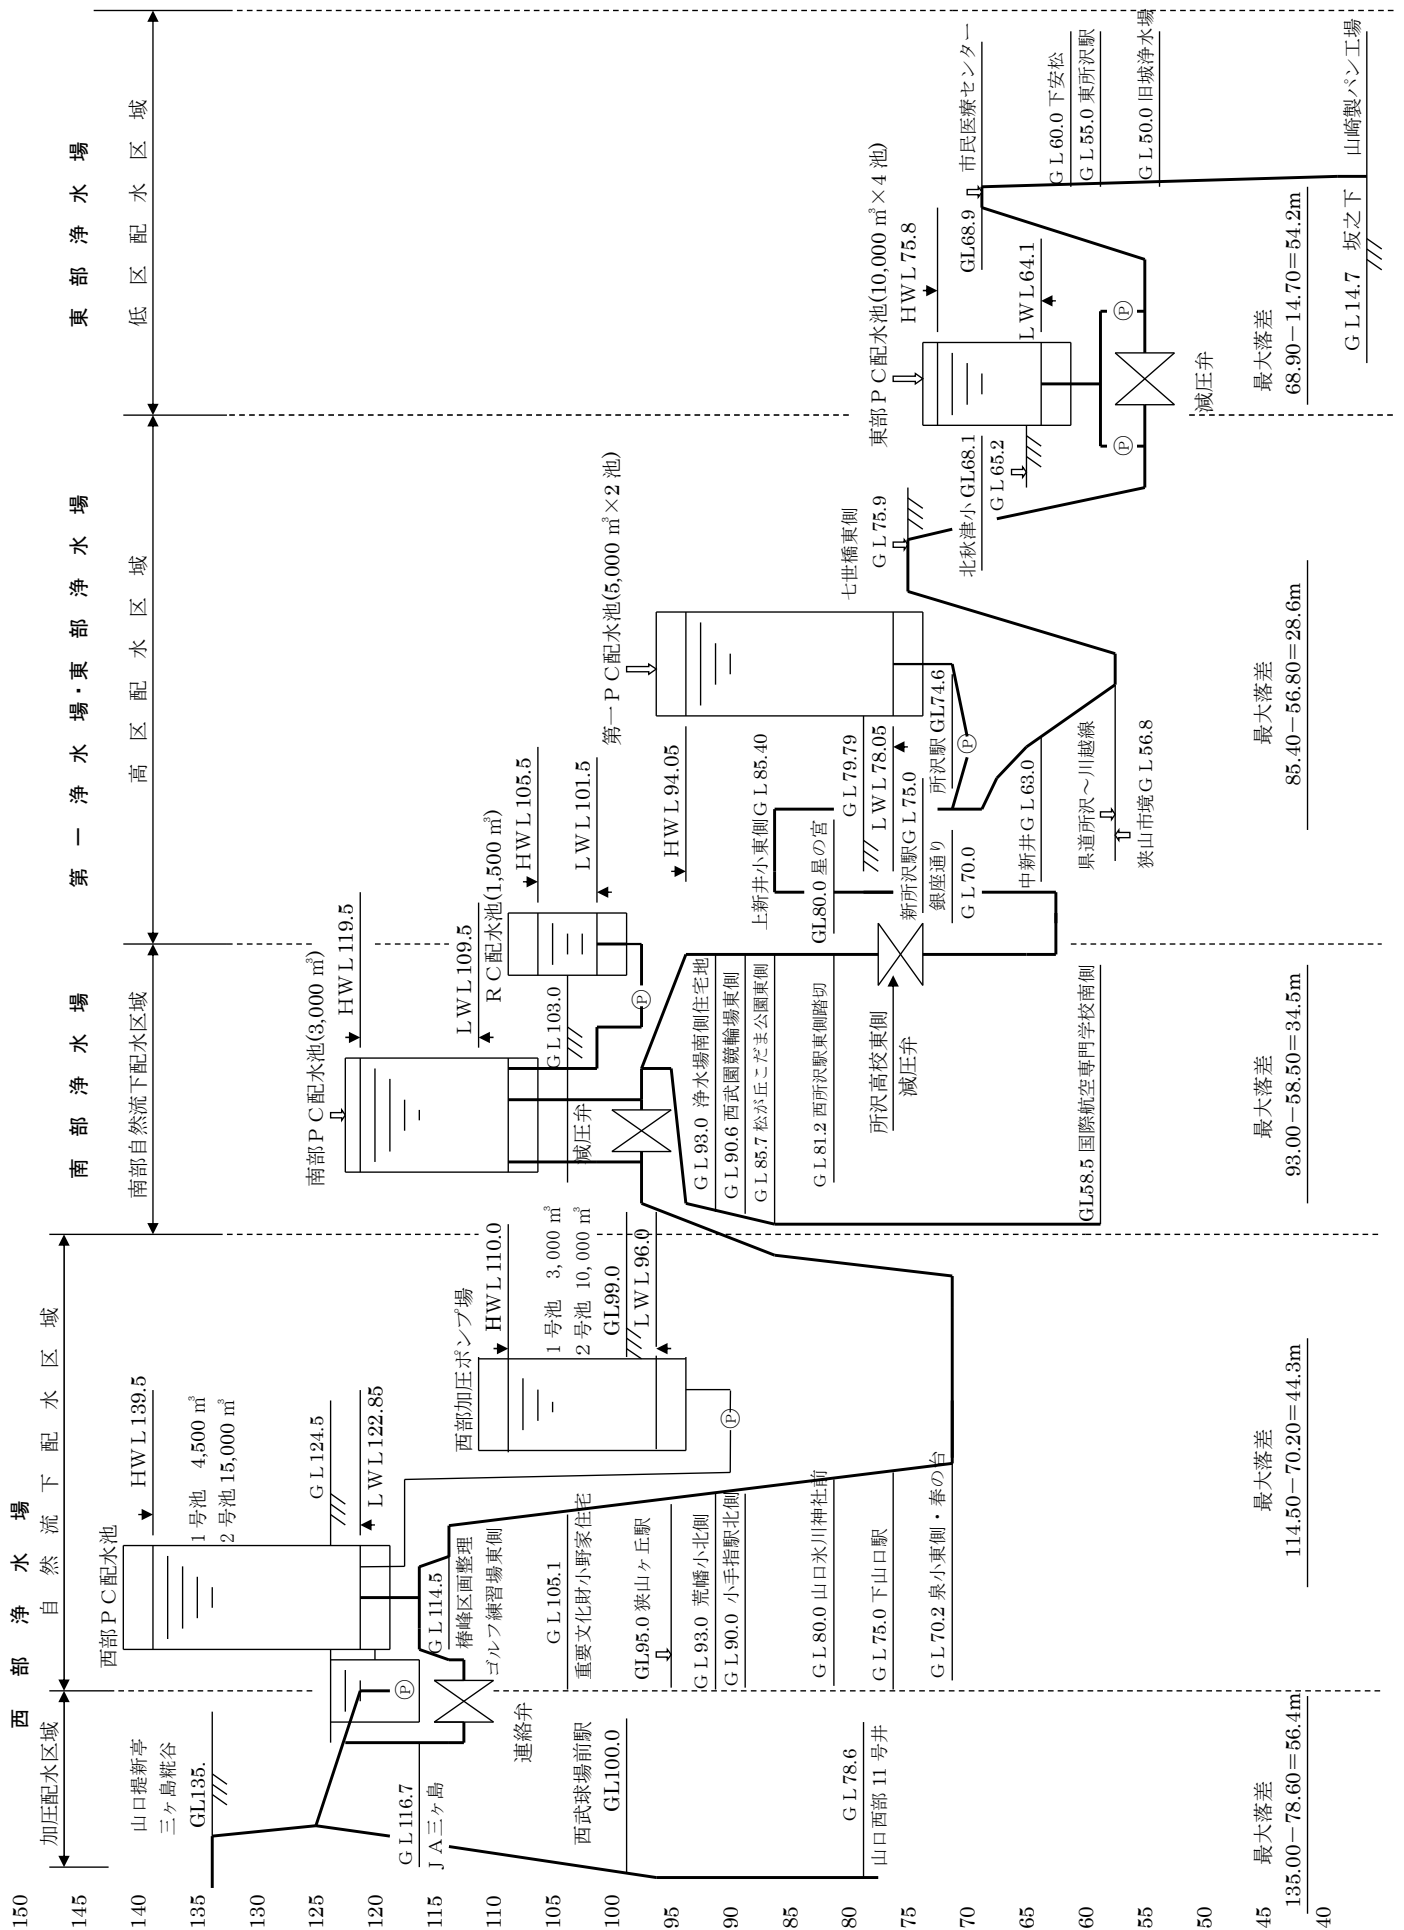 150
145
140
135
130
125
120
115
110
105
100
95
90
85
80
75
70
65
60
55
50
45
40
西部浄水場
加圧配水区域
自然流下配水区域
南部浄水場
南部自然流下配水区域
第一浄水場・東部浄水場
高区配水区域
東部浄水場
低区配水区域
山口提新亭
三ヶ島糀谷
GL135.
GL116.7
JA三ヶ島
西武球場前駅
GL100.0
GL78.6
山口西部11号井
最大落差
135.00−78.60=56.4m
P
連絡弁
西部PC配水池
HWL139.5
1号池 4,500㎥
2号池15,000㎥
GL124.5
LWL122.85
GL114.5
椿峰区画整理
ゴルフ練習場東側
GL105.1
重要文化財小野家住宅
GL95.0狭山ヶ丘駅
GL93.0 荒幡小北側
GL90.0 小手指駅北側
GL80.0山口氷川神社前
GL75.0下山口駅
GL70.2泉小東側・春の台
西部加圧ポンプ場
HWL110.0
1号池 3,000㎥
2号池 10,000㎥
GL99.0
LWL96.0
P
最大落差
114.50−70.20=44.3m
南部PC配水池(3,000㎥)
HWL119.5
LWL109.5
RC配水池(1,500㎥)
HWL105.5
LWL101.5
GL103.0
P
減圧弁
GL93.0 浄水場南側住宅地
GL90.6西武園競輪場東側
GL85.7松が丘こだま公園東側
GL81.2西所沢駅東側踏切
所沢高校東側
減圧弁
GL58.5国際航空専門学校南側
最大落差
93.00−58.50=34.5m
第一PC配水池(5,000㎥×2池)
HWL94.05
上新井小東側GL85.40
GL80.0星の宮
GL79.79
LWL78.05
新所沢駅GL75.0
所沢駅GL74.6
銀座通り
GL70.0
P
中新井GL63.0
県道所沢～川越線
狭山市境GL56.8
七世橋東側
GL75.9
北秋津小GL68.1
GL65.2
最大落差
85.40−56.80=28.6m
東部PC配水池(10,000㎥×4池)
HWL75.8
LWL64.1
P
P
減圧弁
GL68.9
市民医療センター
GL60.0下安松
GL55.0東所沢駅
GL50.0旧城浄水場
GL14.7 坂之下
山崎製パン工場
最大落差
68.90−14.70=54.2m